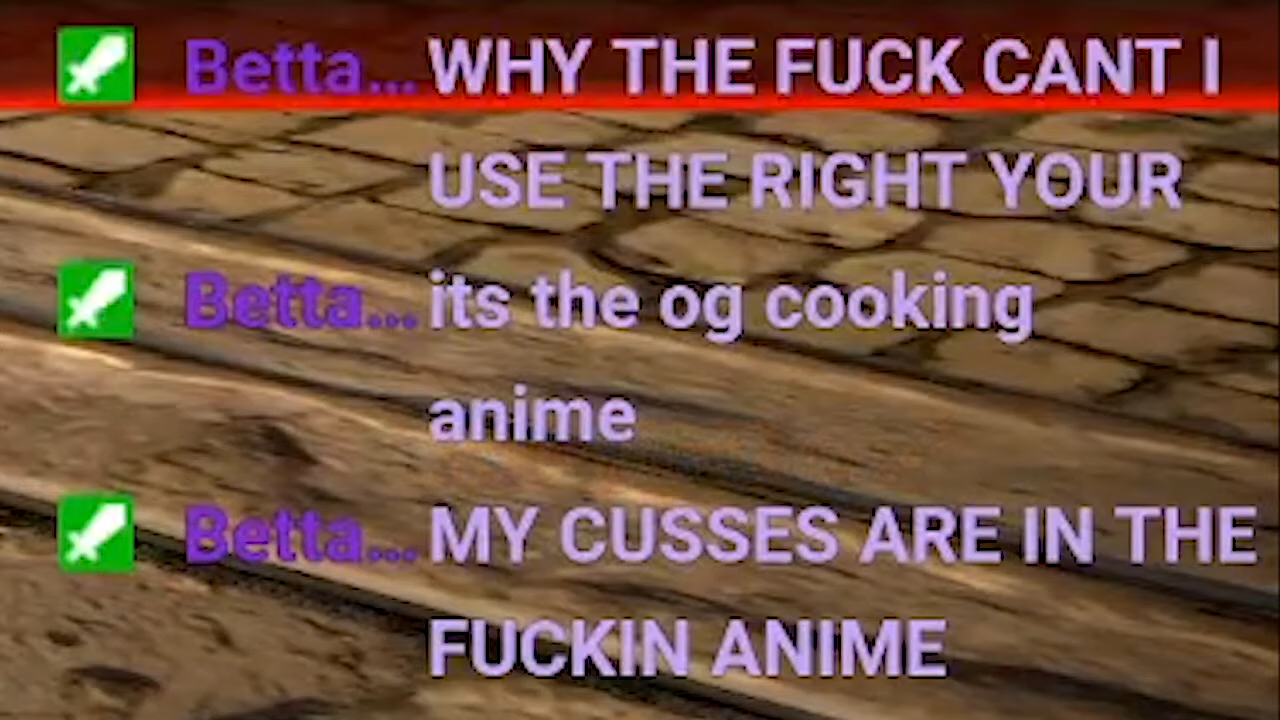 Betta... WHY THE FUCK CANT I
USE THE RIGHT YOUR
Betta... its the og cooking
anime
Betta... MY CUSSES ARE IN THE
FUCKIN ANIME